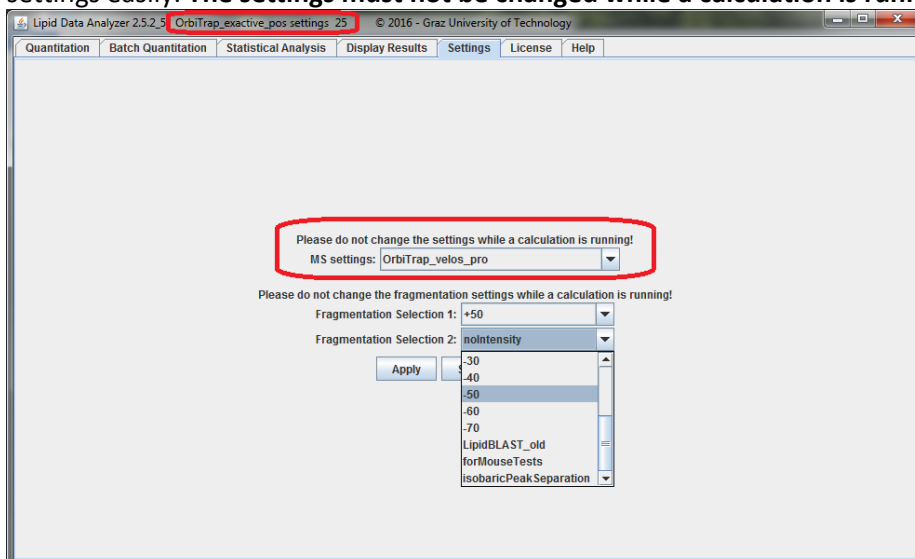 settings easily. The settings must not be changed while a calculation is runn
Lipid Data Analyzer 2.5.2_5 OrbiTrap_exactive_pos settings 25 © 2016 - Graz University of Technology
Quantitation Batch Quantitation Statistical Analysis Display Results Settings License Help
Please do not change the settings while a calculation is running!
MS settings: OrbiTrap_velos_pro
Please do not change the fragmentation settings while a calculation is running!
Fragmentation Selection 1: +50
Fragmentation Selection 2: noIntensity
-30
Apply
-40
-50
-60
-70
LipidBLAST_old
forMouseTests
isobaricPeakSeparation